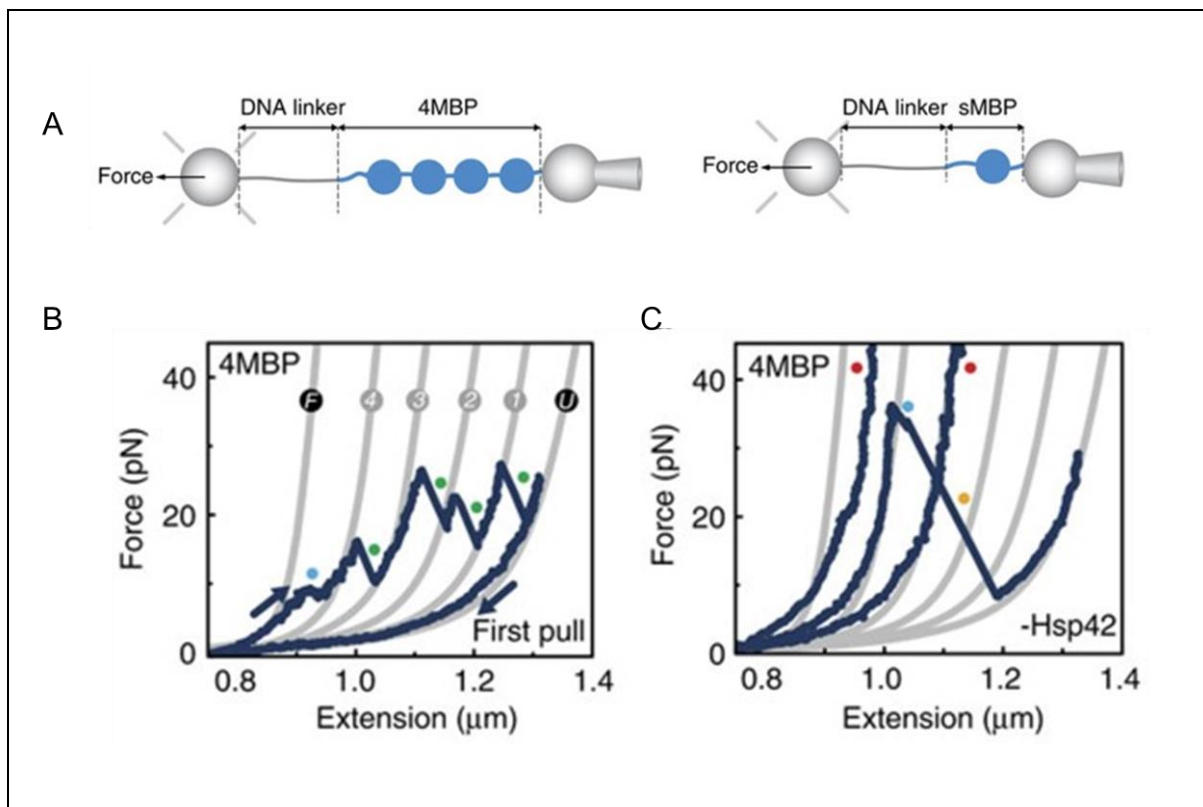 A
DNA linker 4MBP
Force
DNA linker sMBP
Force
B
4MBP
F 4 3 2 1 U
First pull
Force (pN)
40
20
0
0.8 1.0 1.2 1.4
Extension (μm)
C
4MBP
-Hsp42
Force (pN)
40
20
0
0.8 1.0 1.2 1.4
Extension (μm)